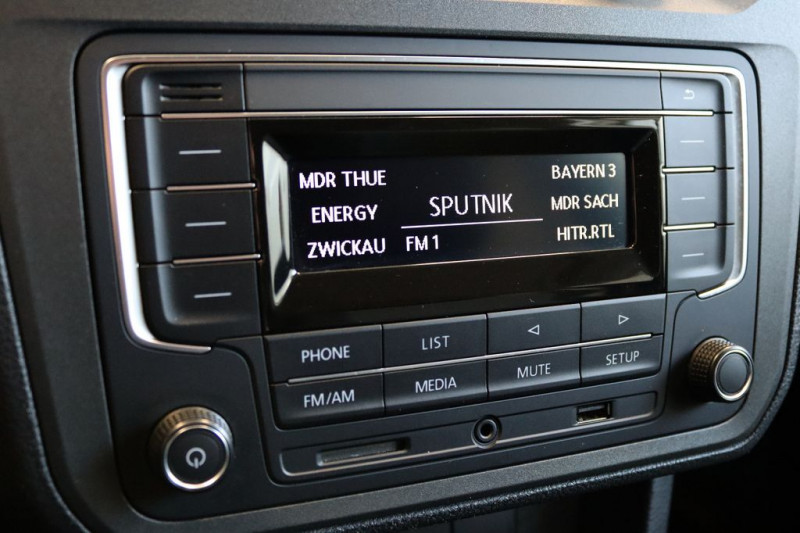 MDR THUE
ENERGY
ZWICKAU
SPUTNIK
FM 1
BAYERN 3
MDR SACH
HITR.RTL
PHONE
LIST
FM/AM
MEDIA
MUTE
SETUP